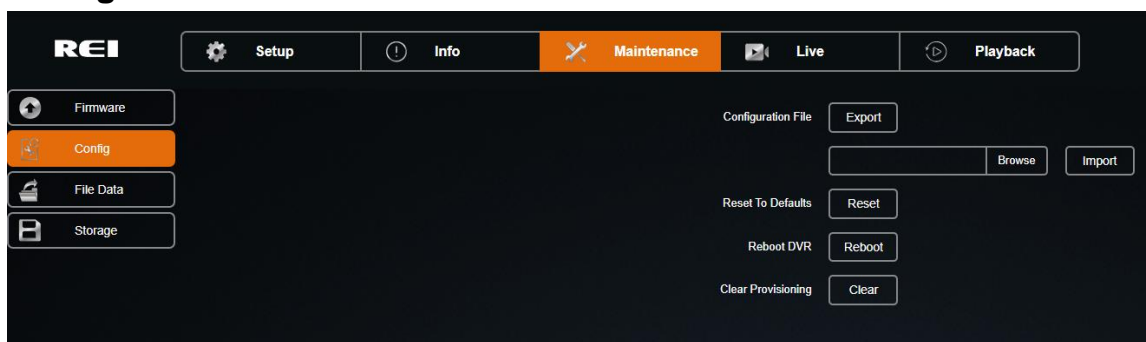 REI Setup Info Maintenance Live Playback
Firmware
Config
File Data
Storage
Configuration File Export
Browse Import
Reset To Defaults Reset
Reboot DVR Reboot
Clear Provisioning Clear